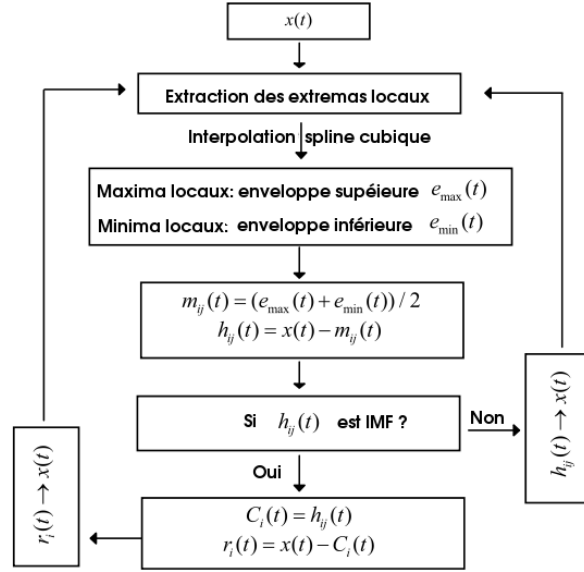 x(t)
Extraction des extremas locaux
Interpolation spline cubique
Maxima locaux: enveloppe supéieure e_max(t)
Minima locaux: enveloppe inférieure e_min(t)
m_ij(t) = (e_max(t) + e_min(t)) / 2
h_ij(t) = x(t) − m_ij(t)
Si h_ij(t) est IMF ?
Non
h_ij(t) → x(t)
Oui
C_i(t) = h_ij(t)
r_i(t) = x(t) − C_i(t)
r_i(t) → x(t)